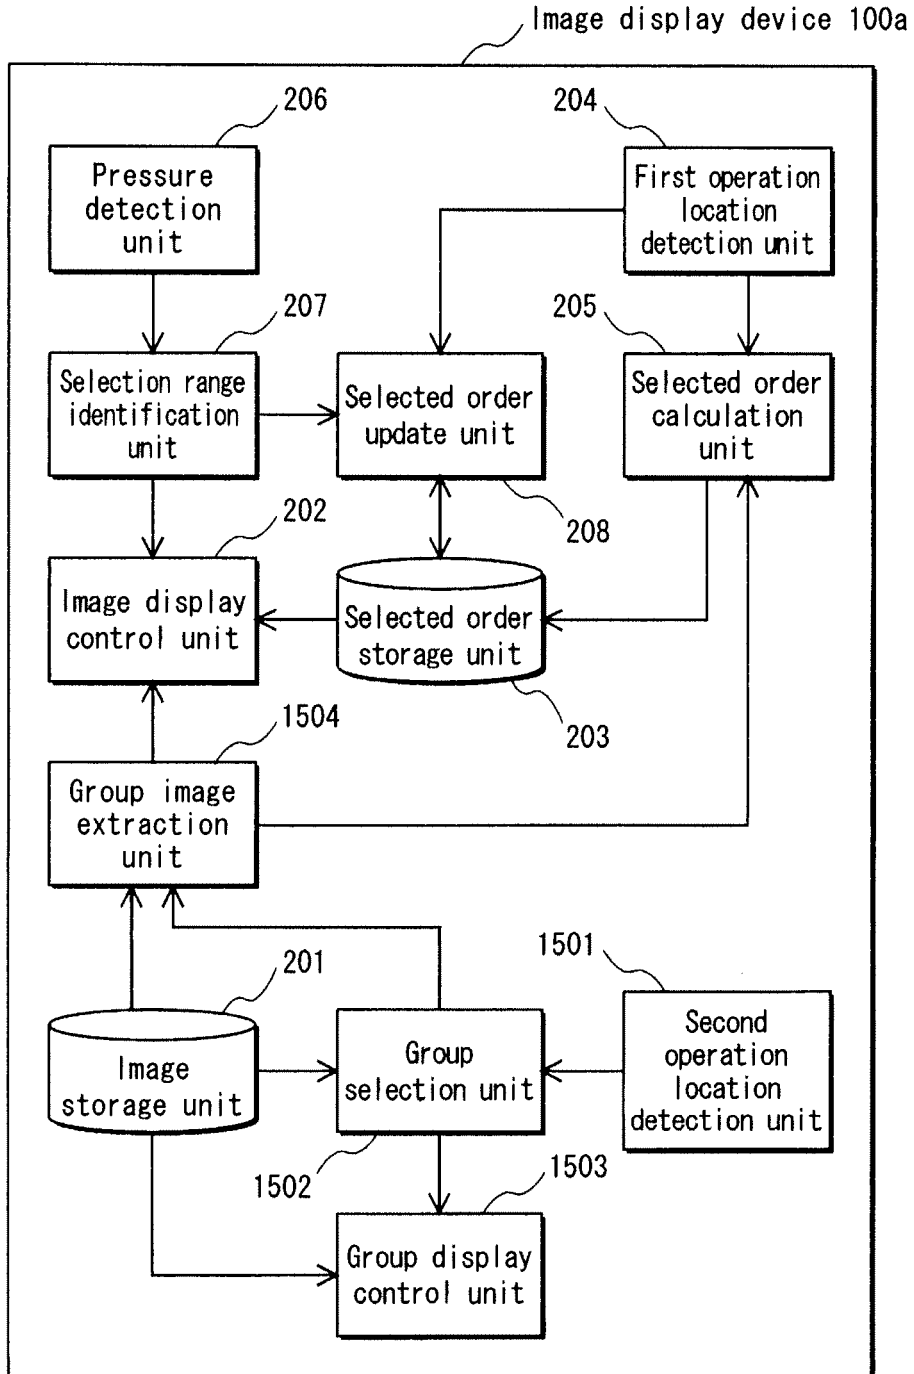 Image display device 100a
206
204
Pressure
detection
unit
First operation
location
detection unit
207
205
Selection range
identification
unit
Selected order
update unit
Selected order
calculation
unit
202
208
Image display
control unit
Selected order
storage unit
203
1504
Group image
extraction
unit
201
1501
Image
storage unit
Group
selection unit
Second
operation
location
detection unit
1502
1503
Group display
control unit